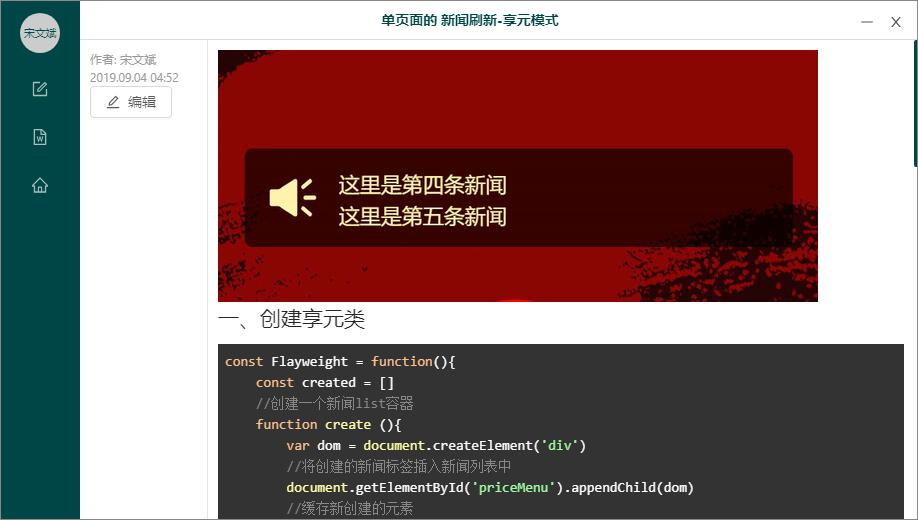 宋文斌
单页面的 新闻刷新-享元模式
作者: 宋文斌
2019.09.04 04:52
编辑
这里是第四条新闻
这里是第五条新闻
一、创建享元类
const Flayweight = function(){
    const created = []
    //创建一个新闻list容器
    function create (){
        var dom = document.createElement('div')
        //将创建的新闻标签插入新闻列表中
        document.getElementById('priceMenu').appendChild(dom)
        //缓存新创建的元素